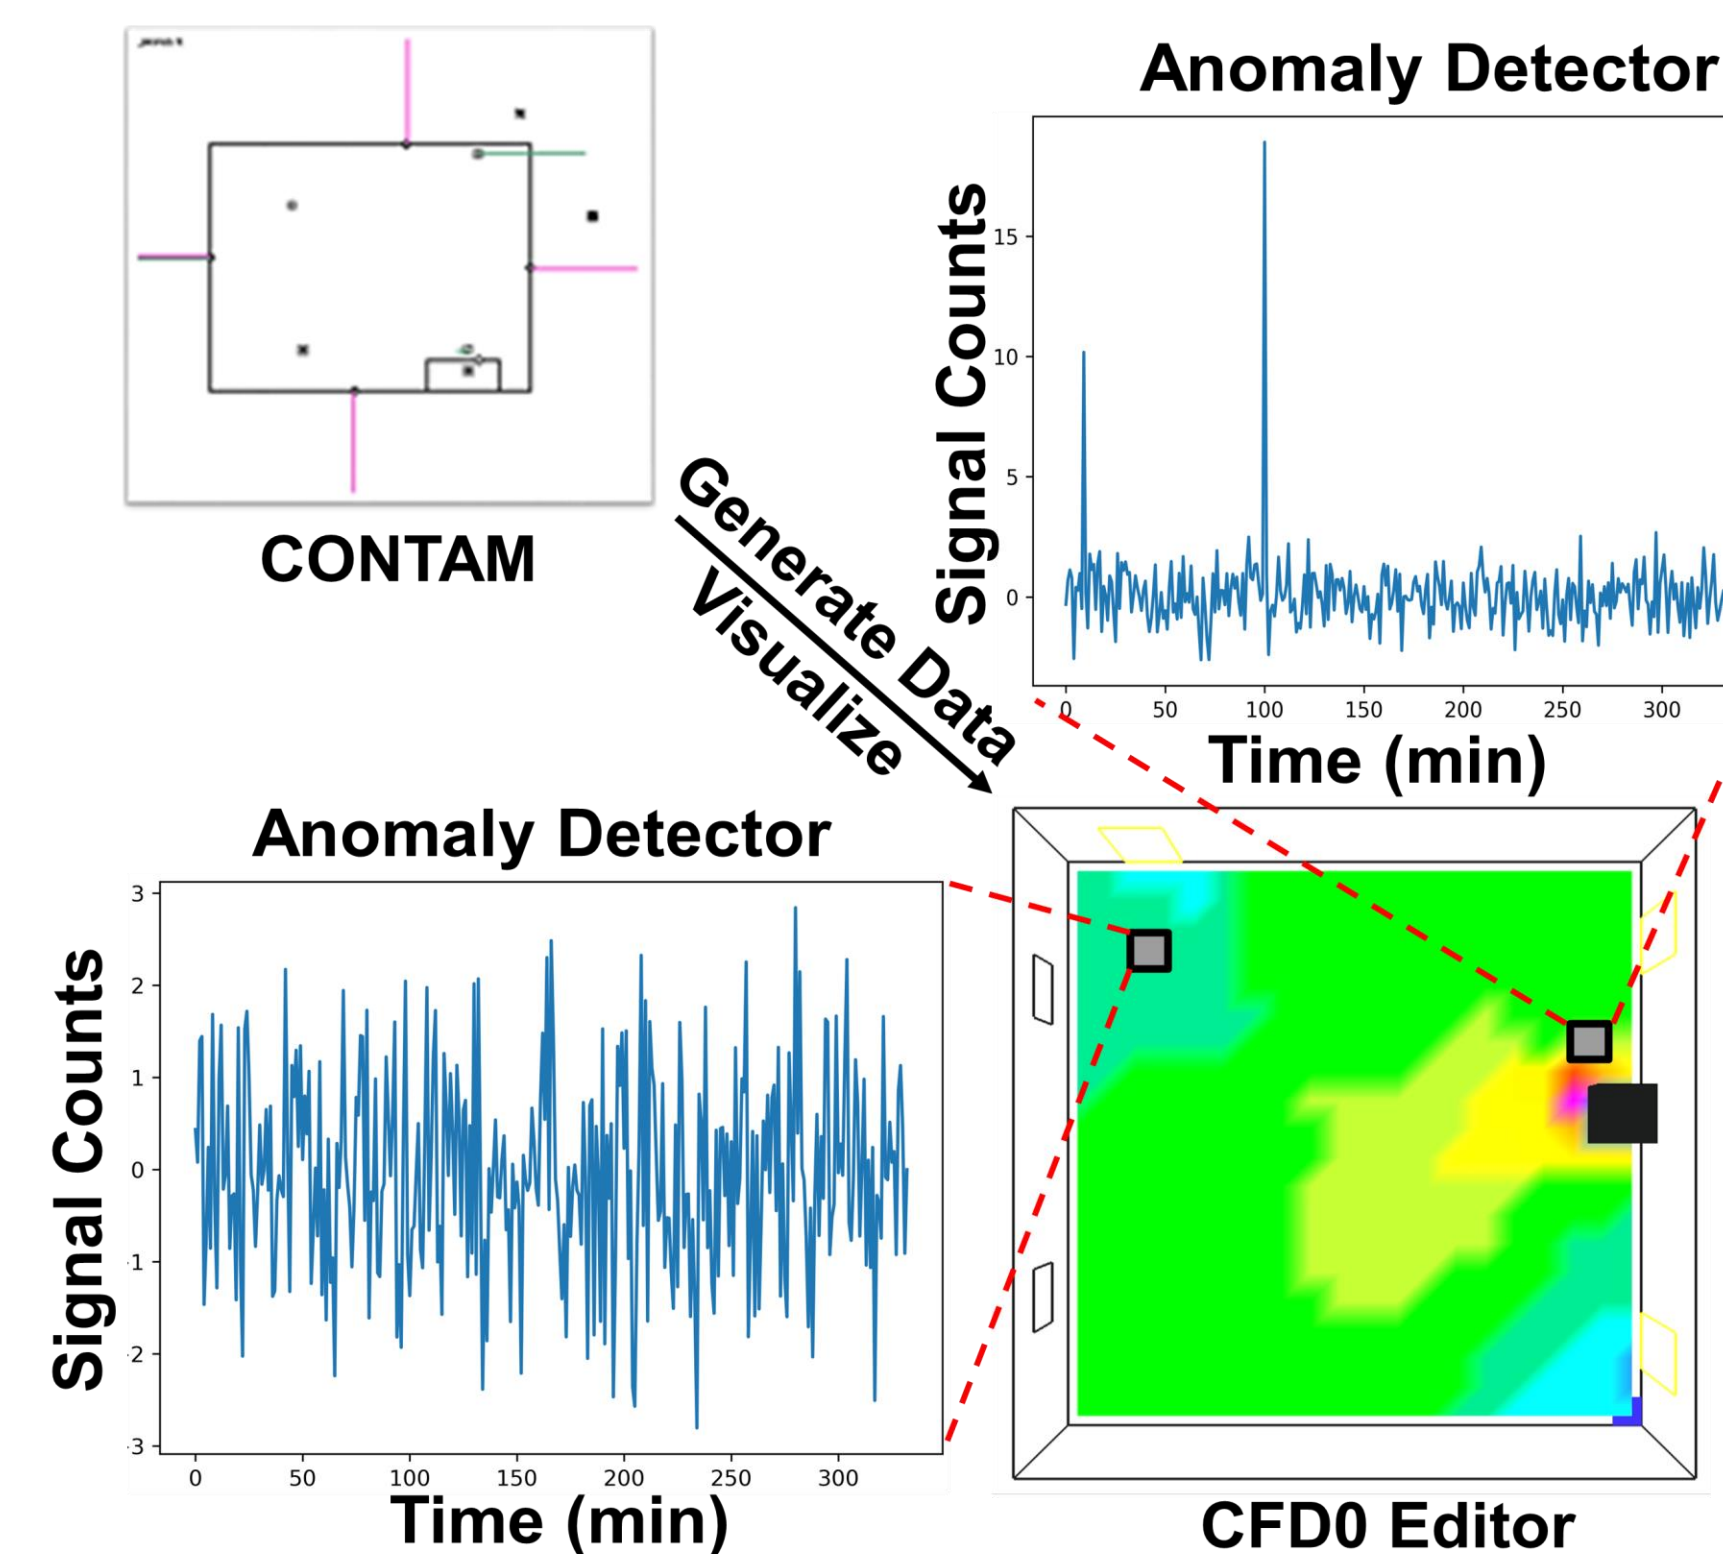 CONTAM
Generate Data
Visualize
Anomaly Detector
Signal Counts
15
10
5
0
0 50 100 150 200 250 300
Time (min)
Anomaly Detector
Signal Counts
3
2
1
0
1
2
3
0 50 100 150 200 250 300
Time (min)
CFD0 Editor